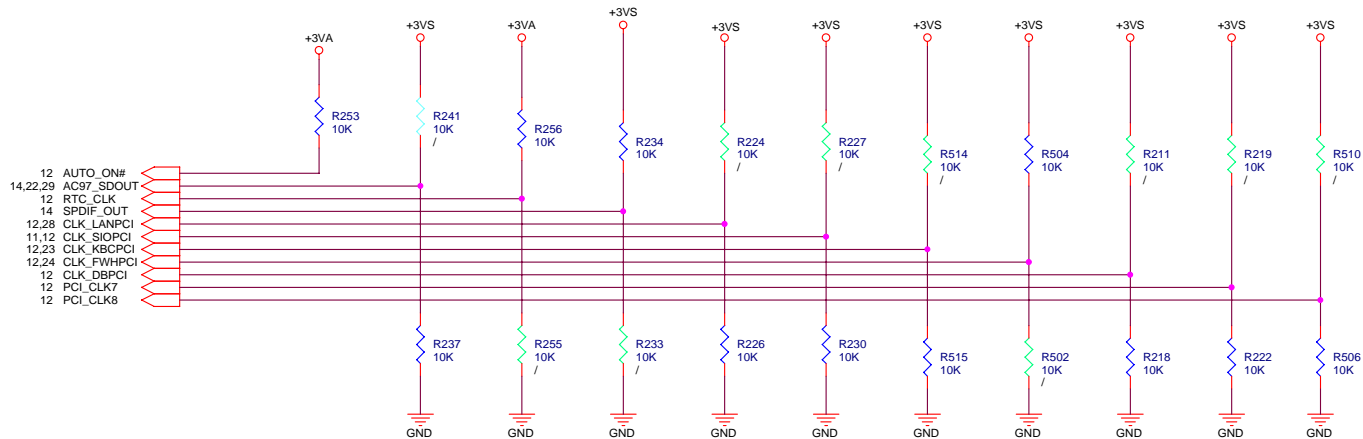 +3VA
+3VS
+3VA
+3VS
+3VS
+3VS
+3VS
+3VS
+3VS
+3VS
+3VS
R253
10K
R241
10K
/
R256
10K
R234
10K
R224
10K
/
R227
10K
/
R514
10K
/
R504
10K
R211
10K
/
R219
10K
/
R510
10K
/
12 AUTO_ON#
14,22,29 AC97_SDOUT
12 RTC_CLK
14 SPDIF_OUT
12,28 CLK_LANPCI
11,12 CLK_SIOPCI
12,23 CLK_KBCPCI
12,24 CLK_FWHPCI
12 CLK_DBPCI
12 PCI_CLK7
12 PCI_CLK8
R237
10K
R255
10K
/
R233
10K
/
R226
10K
R230
10K
R515
10K
R502
10K
/
R218
10K
R222
10K
R506
10K
GND
GND
GND
GND
GND
GND
GND
GND
GND
GND